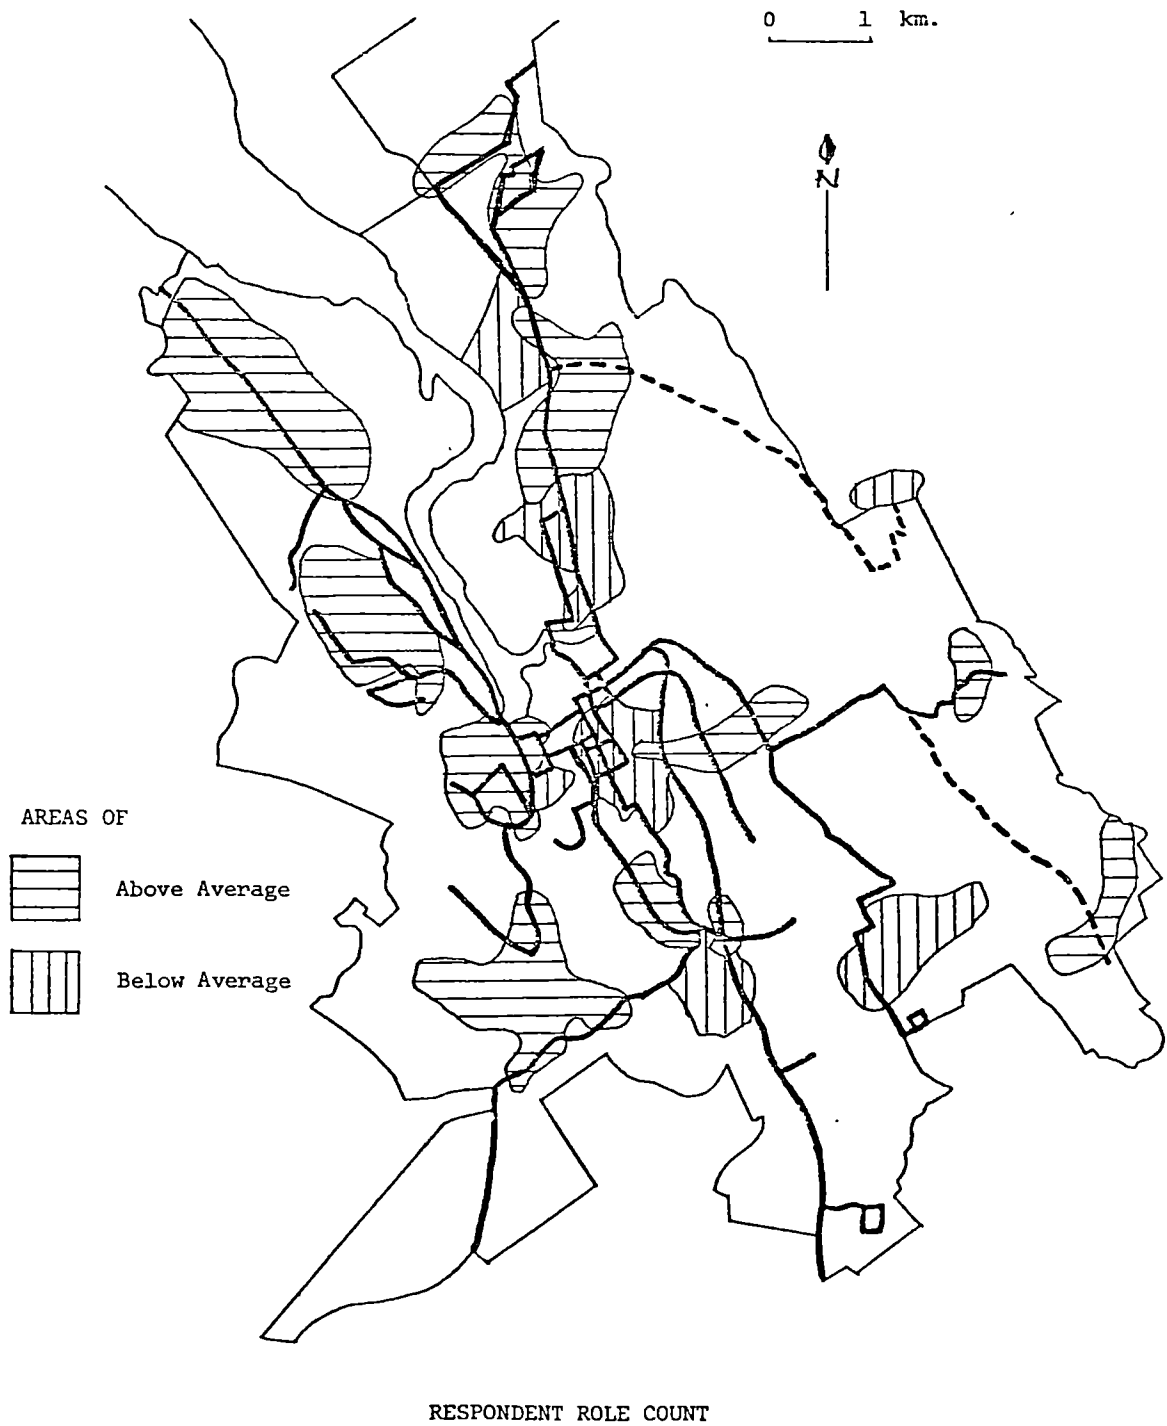 0 1 km.
N
AREAS OF
Above Average
Below Average
RESPONDENT ROLE COUNT